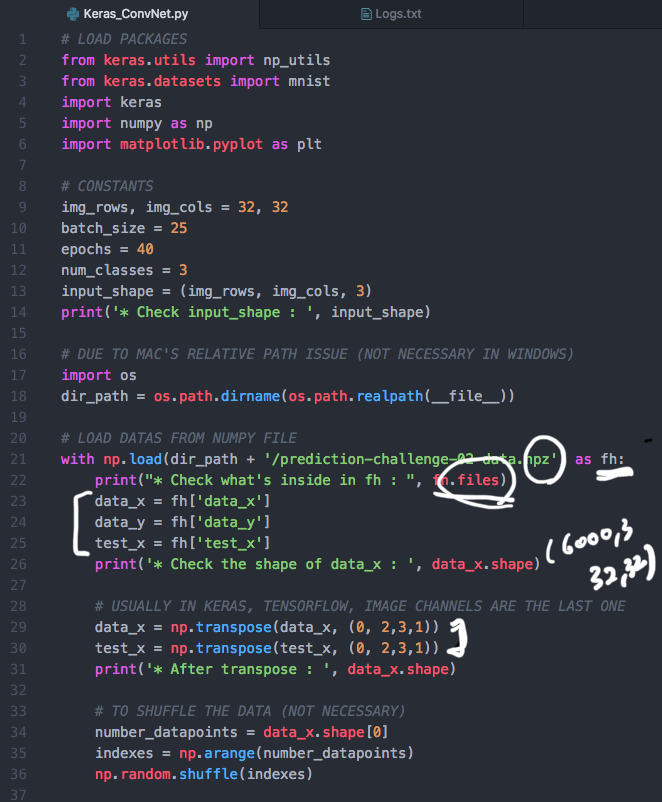 Keras_ConvNet.py
Logs.txt
1 # LOAD PACKAGES
2 from keras.utils import np_utils
3 from keras.datasets import mnist
4 import keras
5 import numpy as np
6 import matplotlib.pyplot as plt
7
8 # CONSTANTS
9 img_rows, img_cols = 32, 32
10 batch_size = 25
11 epochs = 40
12 num_classes = 3
13 input_shape = (img_rows, img_cols, 3)
14 print('* Check input_shape : ', input_shape)
15
16 # DUE TO MAC'S RELATIVE PATH ISSUE (NOT NECESSARY IN WINDOWS)
17 import os
18 dir_path = os.path.dirname(os.path.realpath(__file__))
19
20 # LOAD DATAS FROM NUMPY FILE
21 with np.load(dir_path + '/prediction-challenge-02-data.npz') as fh:
22 print("* Check what's inside in fh : ", fh.files)
23 data_x = fh['data_x']
24 data_y = fh['data_y']
25 test_x = fh['test_x']
26 print('* Check the shape of data_x : ', data_x.shape)
(6000,3
32,32)
27
28 # USUALLY IN KERAS, TENSORFLOW, IMAGE CHANNELS ARE THE LAST ONE
29 data_x = np.transpose(data_x, (0, 2,3,1))
30 test_x = np.transpose(test_x, (0, 2,3,1))
31 print('* After transpose : ', data_x.shape)
32
33 # TO SHUFFLE THE DATA (NOT NECESSARY)
34 number_datapoints = data_x.shape[0]
35 indexes = np.arange(number_datapoints)
36 np.random.shuffle(indexes)
37